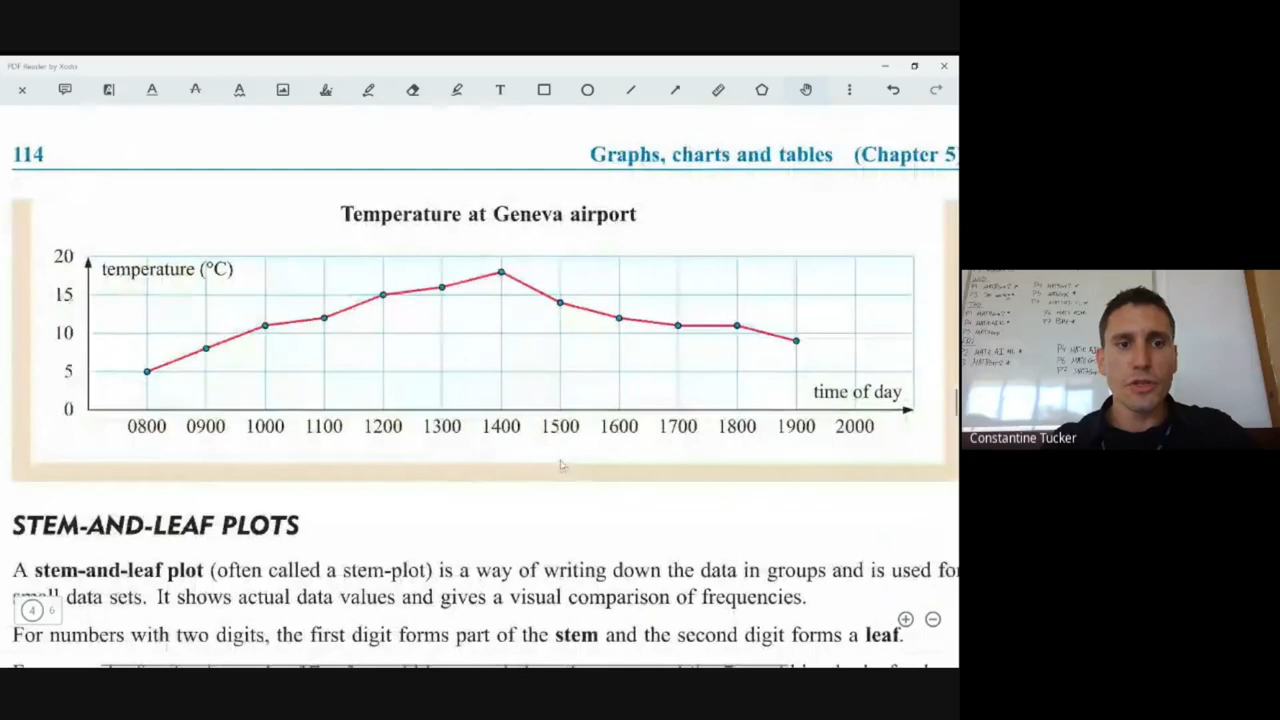 PDF Reader by Xodo
T
114
Graphs, charts and tables (Chapter 5
Temperature at Geneva airport
20
temperature (°C)
15
10
5
0
time of day
0800 0900 1000 1100 1200 1300 1400 1500 1600 1700 1800 1900 2000
STEM-AND-LEAF PLOTS
A stem-and-leaf plot (often called a stem-plot) is a way of writing down the data in groups and is used for
data sets. It shows actual data values and gives a visual comparison of frequencies.
4 6
For numbers with two digits, the first digit forms part of the stem and the second digit forms a leaf.
Constantine Tucker